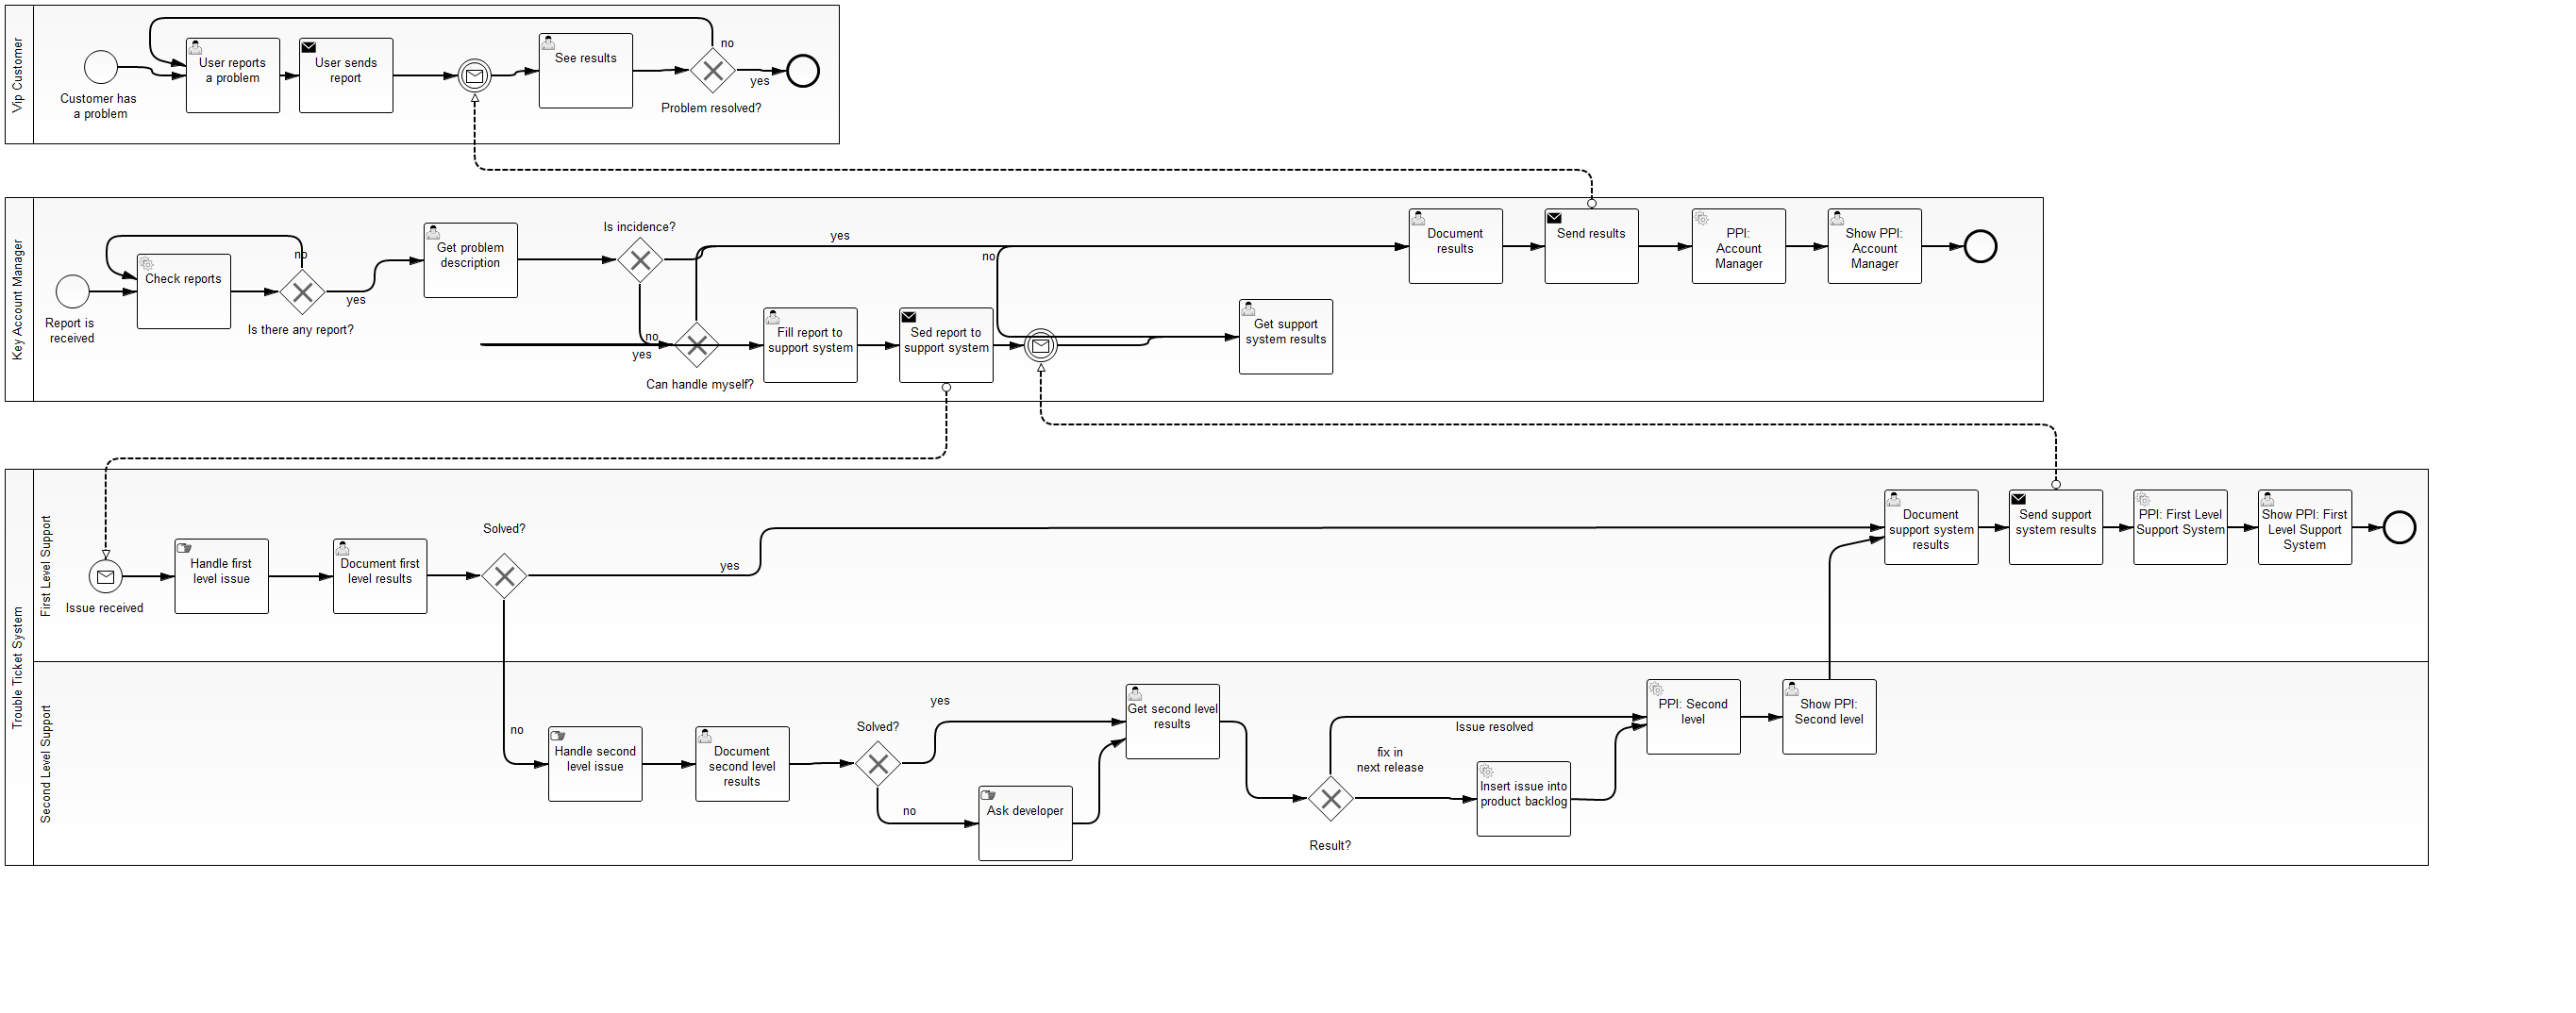 Vip Customer
Customer has
a problem
User reports
a problem
User sends
report
See results
no
yes
Problem resolved?
Key Account Manager
Report is
received
Check reports
no
Is there any report?
yes
Get problem
description
Is incidence?
yes
no
yes
Can handle myself?
Fill report to
support system
Sed report to
support system
no
Get support
system results
Document
results
Send results
PPI:
Account
Manager
Show PPI:
Account
Manager
Trouble Ticket System
First Level Support
Issue received
Handle first
level issue
Document first
level results
Solved?
yes
Document
support system
results
Send support
system results
PPI: First Level
Support System
Show PPI: First
Level Support
System
Second Level Support
no
Handle second
level issue
Document
second level
results
Solved?
yes
no
Ask developer
Get second level
results
Result?
Issue resolved
fix in
next release
Insert issue into
product backlog
PPI: Second
level
Show PPI:
Second level